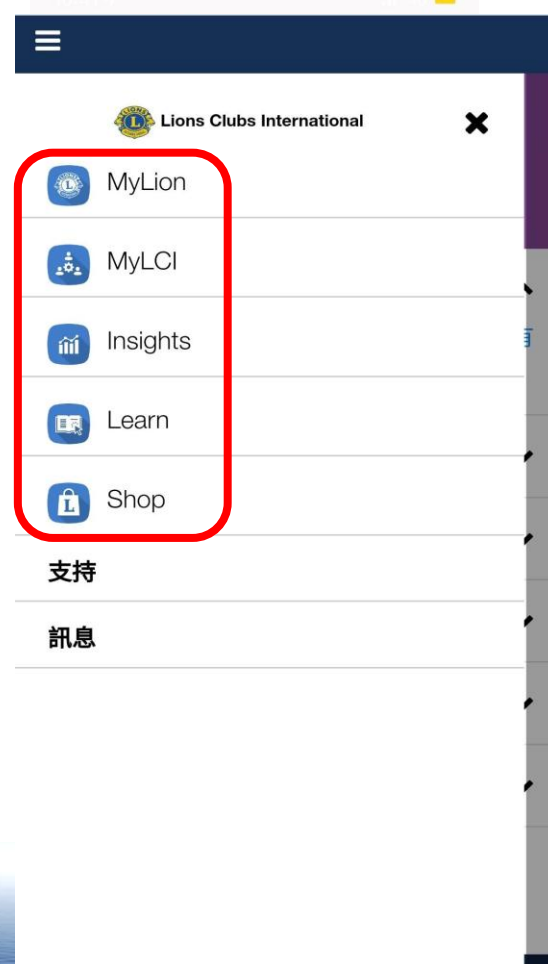 Lions Clubs International
MyLion
MyLCI
Insights
Learn
Shop
支持
訊息